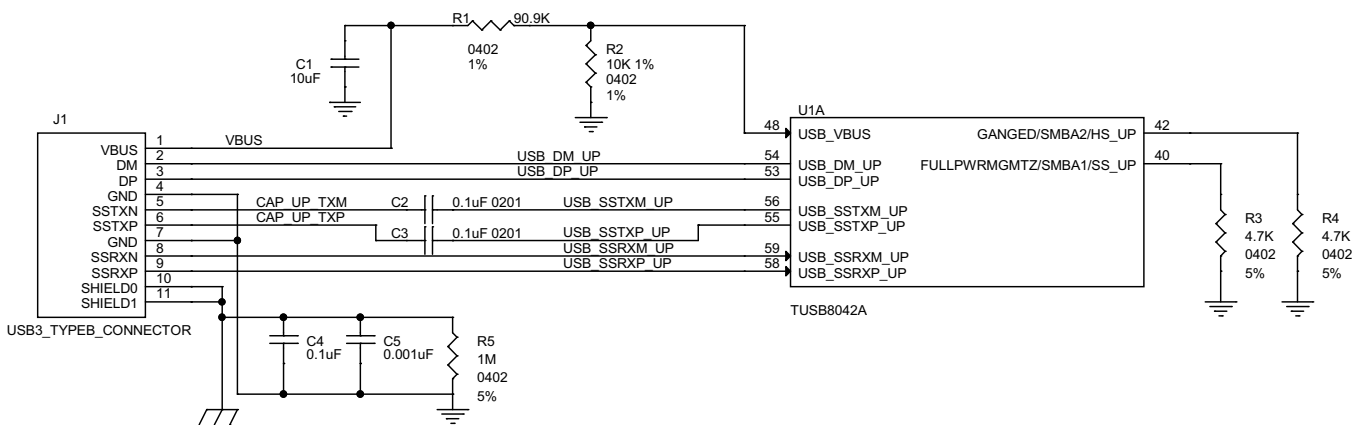 R1 90.9K
0402
1%
C1
10uF
R2
10K 1%
0402
1%
J1
U1A
VBUS
DM
DP
GND
SSTXN
SSTXP
GND
SSRXN
SSRXP
SHIELD0
SHIELD1
1
2
3
4
5
6
7
8
9
10
11
USB3_TYPEB_CONNECTOR
VBUS
USB_DM_UP
USB_DP_UP
CAP_UP_TXM
C2
0.1uF 0201
USB_SSTXM_UP
CAP_UP_TXP
C3
0.1uF 0201
USB_SSTXP_UP
USB_SSRXM_UP
USB_SSRXP_UP
48
54
53
56
55
59
58
USB_VBUS
USB_DM_UP
USB_DP_UP
USB_SSTXM_UP
USB_SSTXP_UP
USB_SSRXM_UP
USB_SSRXP_UP
GANGED/SMBA2/HS_UP
FULLPWRMGMTZ/SMBA1/SS_UP
42
40
TUSB8042A
R3
4.7K
0402
5%
R4
4.7K
0402
5%
C4
0.1uF
C5
0.001uF
R5
1M
0402
5%